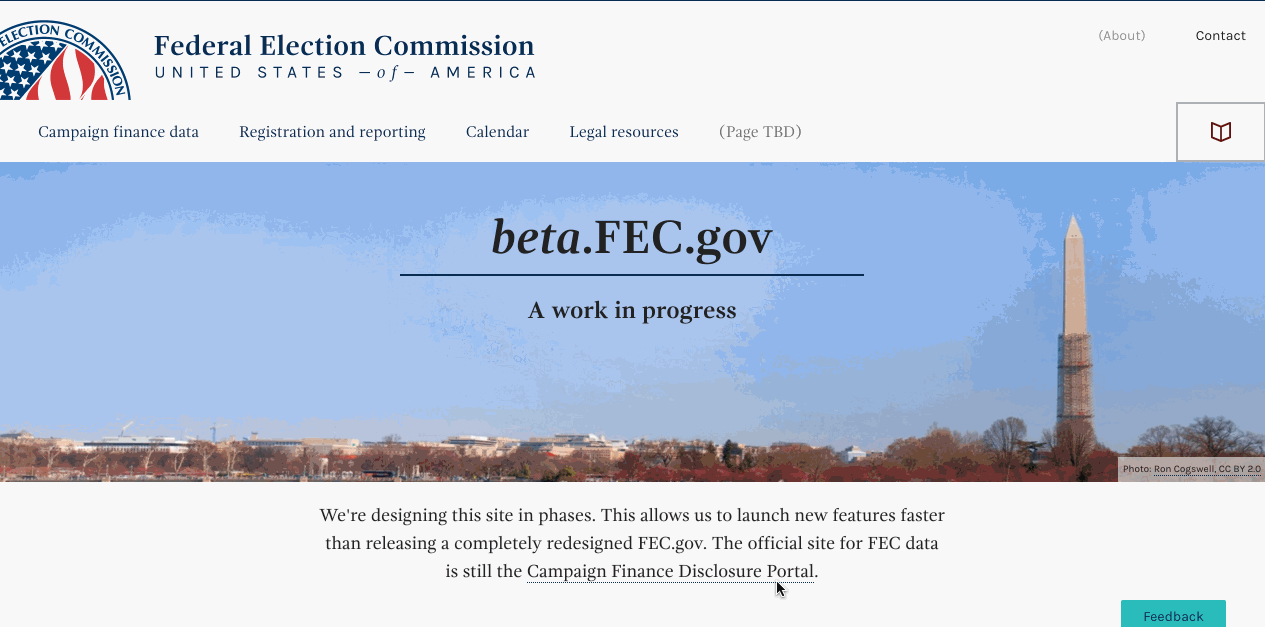 ELECTION COMMISSION
Federal Election Commission
UNITED STATES —of— AMERICA
(About)
Contact
Campaign finance data
Registration and reporting
Calendar
Legal resources
(Page TBD)
beta.FEC.gov
A work in progress
Photo: Ron Cogswell, CC BY 2.0
We're designing this site in phases. This allows us to launch new features faster
than releasing a completely redesigned FEC.gov. The official site for FEC data
is still the Campaign Finance Disclosure Portal.
Feedback